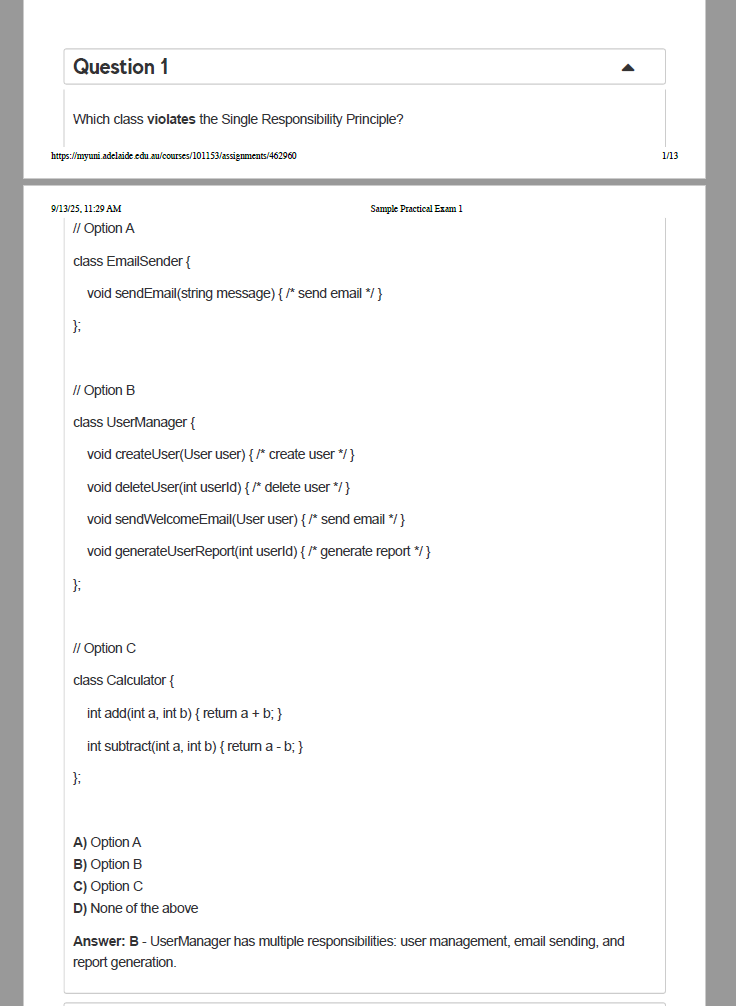 Question 1
Which class violates the Single Responsibility Principle?
https://myuni.adelaide.edu.au/courses/101153/assignments/462960 1/13
9/13/25, 11:29 AM Sample Practical Exam 1
// Option A
class EmailSender {
void sendEmail(string message) { /* send email */ }
};
// Option B
class UserManager {
void createUser(User user) { /* create user */ }
void deleteUser(int userId) { /* delete user */ }
void sendWelcomeEmail(User user) { /* send email */ }
void generateUserReport(int userId) { /* generate report */ }
};
// Option C
class Calculator {
int add(int a, int b) { return a + b; }
int subtract(int a, int b) { return a - b; }
};
A) Option A
B) Option B
C) Option C
D) None of the above
Answer: B - UserManager has multiple responsibilities: user management, email sending, and
report generation.